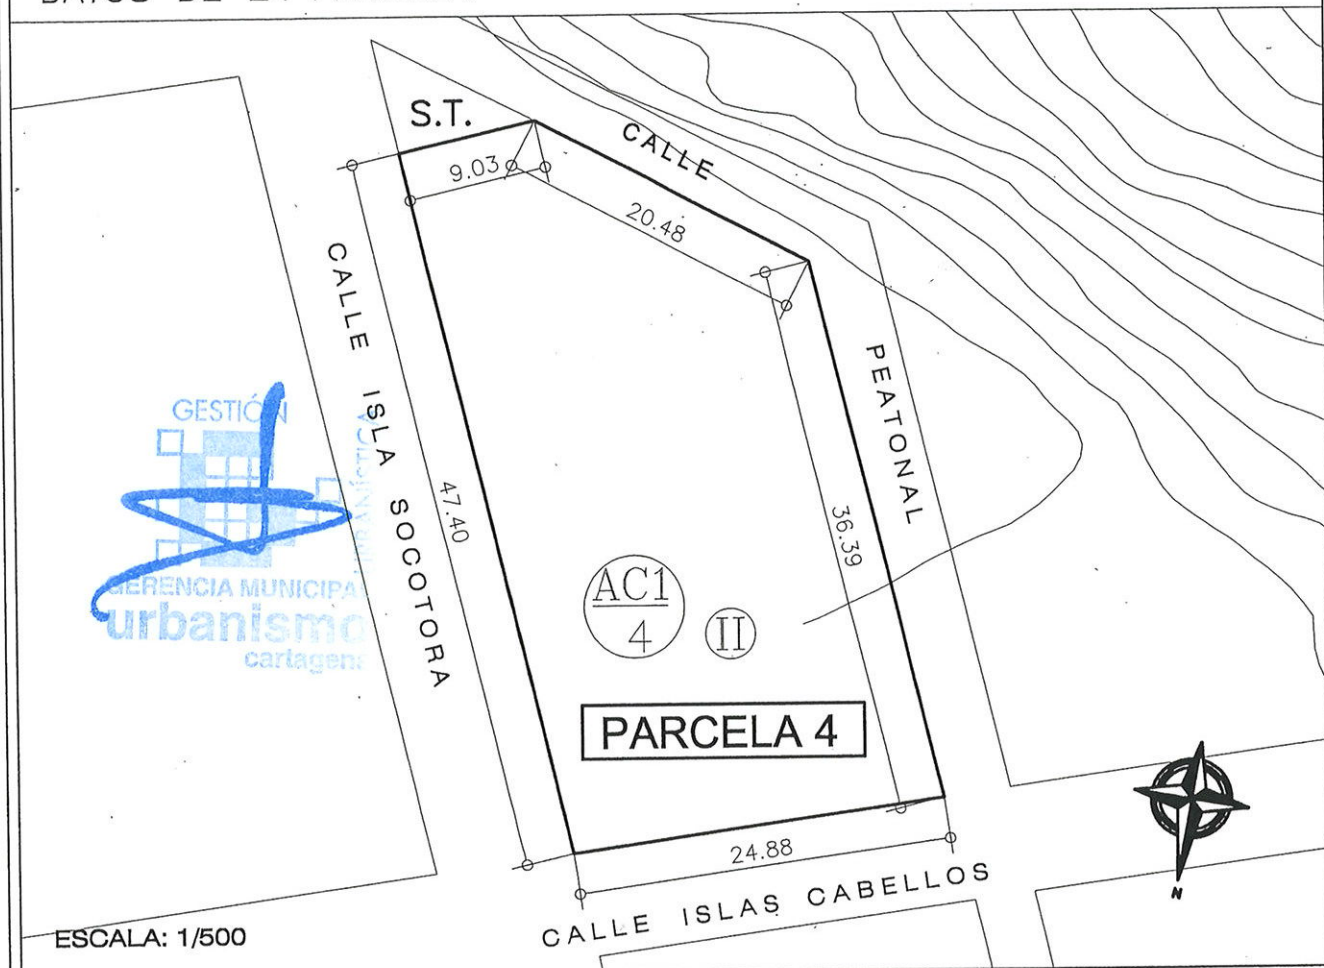 S.T.
CALLE
PEATONAL
9.03
20.48
CALLE ISLA SOCOTORA
47.40
36.39
GESTIÓN
URBANÍSTICA
GERENCIA MUNICIPAL
urbanismo
cartagena
AC1
4
II
PARCELA 4
24.88
CALLE ISLAS CABELLOS
N
ESCALA: 1/500